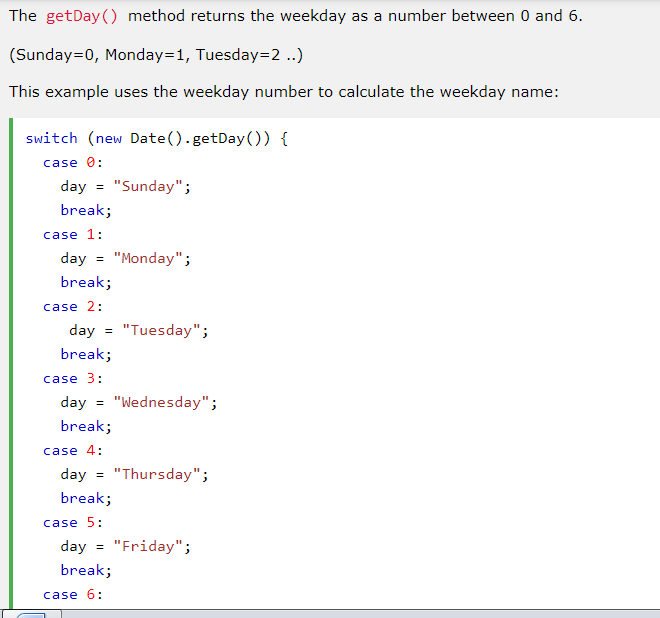 The getDay() method returns the weekday as a number between 0 and 6.
(Sunday=0, Monday=1, Tuesday=2 ..)
This example uses the weekday number to calculate the weekday name:
switch (new Date().getDay()) {
  case 0:
    day = "Sunday";
    break;
  case 1:
    day = "Monday";
    break;
  case 2:
     day = "Tuesday";
    break;
  case 3:
    day = "Wednesday";
    break;
  case 4:
    day = "Thursday";
    break;
  case 5:
    day = "Friday";
    break;
  case 6: